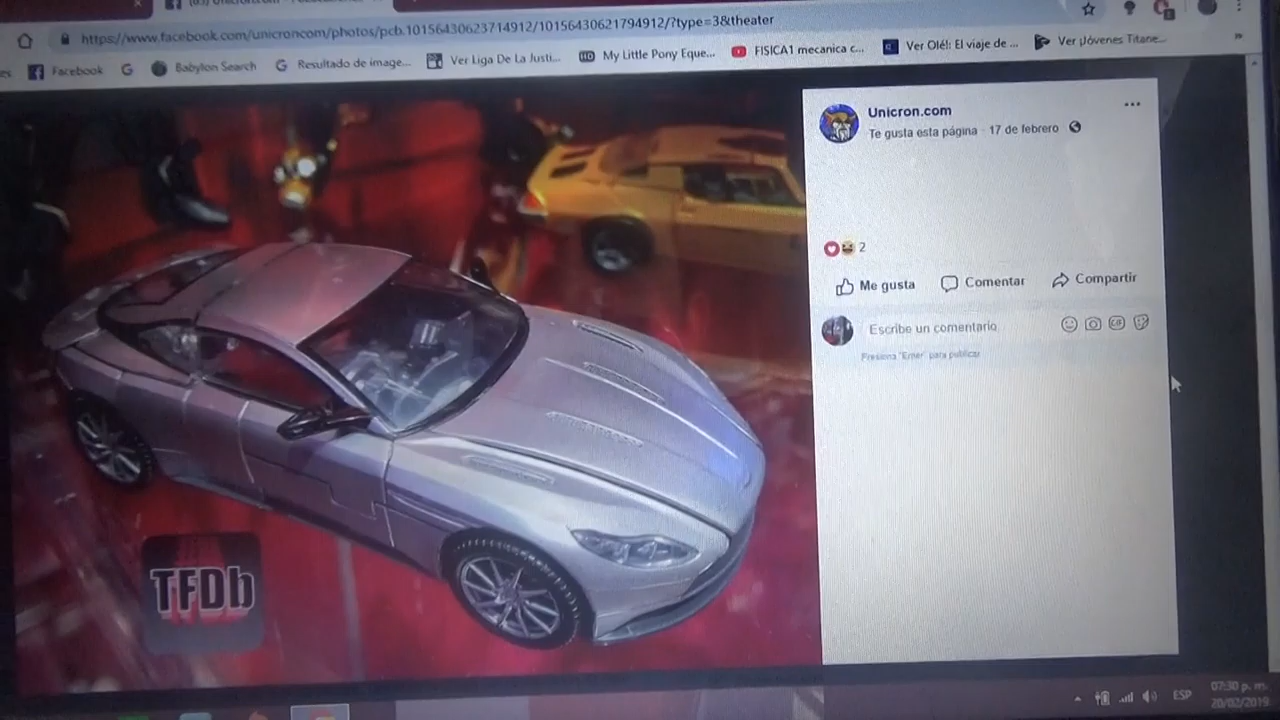 https://www.facebook.com/unicroncom/photos/pcb.10156430623714912/10156430621794912/?type=3&theater
es Facebook Babylon Search Resultado de image... Ver Liga De La Justi... My Little Pony Eque... FISICA1 mecanica c... Ver Olé!: El viaje de ... Ver ¡Jóvenes Titane...
Unicron.com
Te gusta esta página · 17 de febrero
2
Me gusta Comentar Compartir
Escribe un comentario
Presiona "Enter" para publicar
TFDb
ESP
07:30 p. m.
20/02/2019